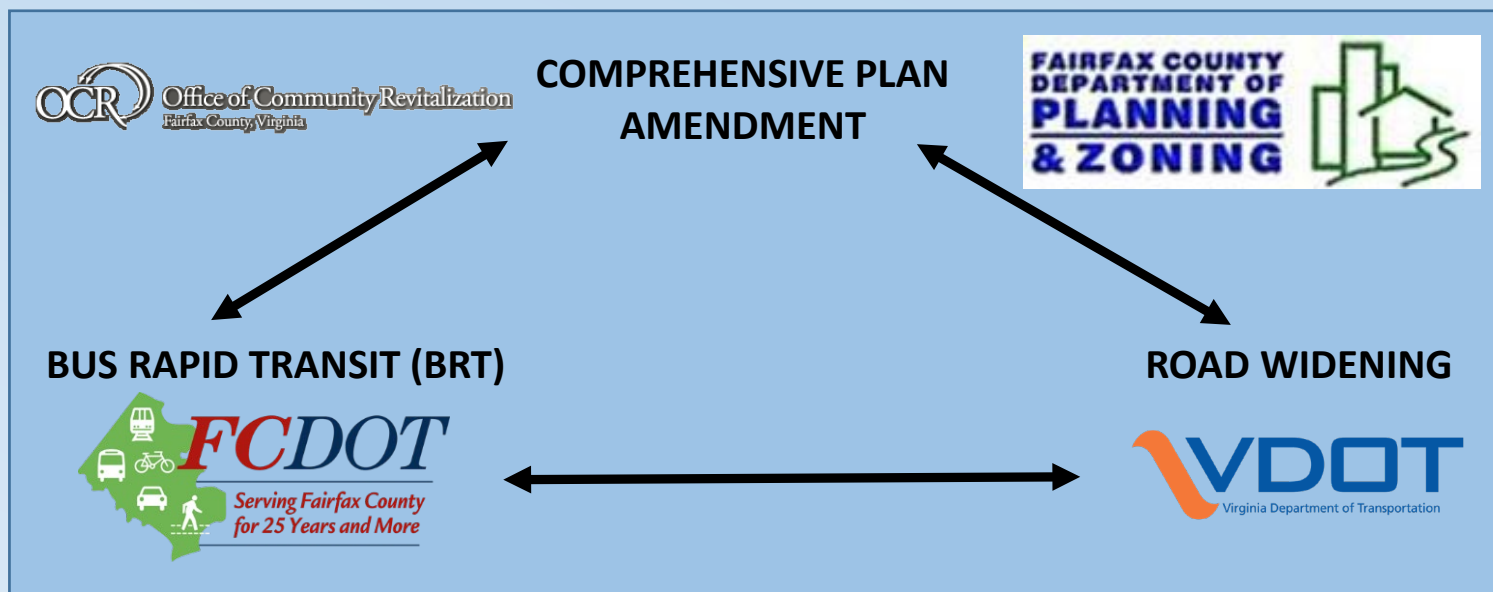 OCR Office of Community Revitalization
Fairfax County, Virginia
COMPREHENSIVE PLAN
AMENDMENT
FAIRFAX COUNTY
DEPARTMENT OF
PLANNING
& ZONING
BUS RAPID TRANSIT (BRT)
FCDOT
Serving Fairfax County
for 25 Years and More
ROAD WIDENING
VDOT
Virginia Department of Transportation